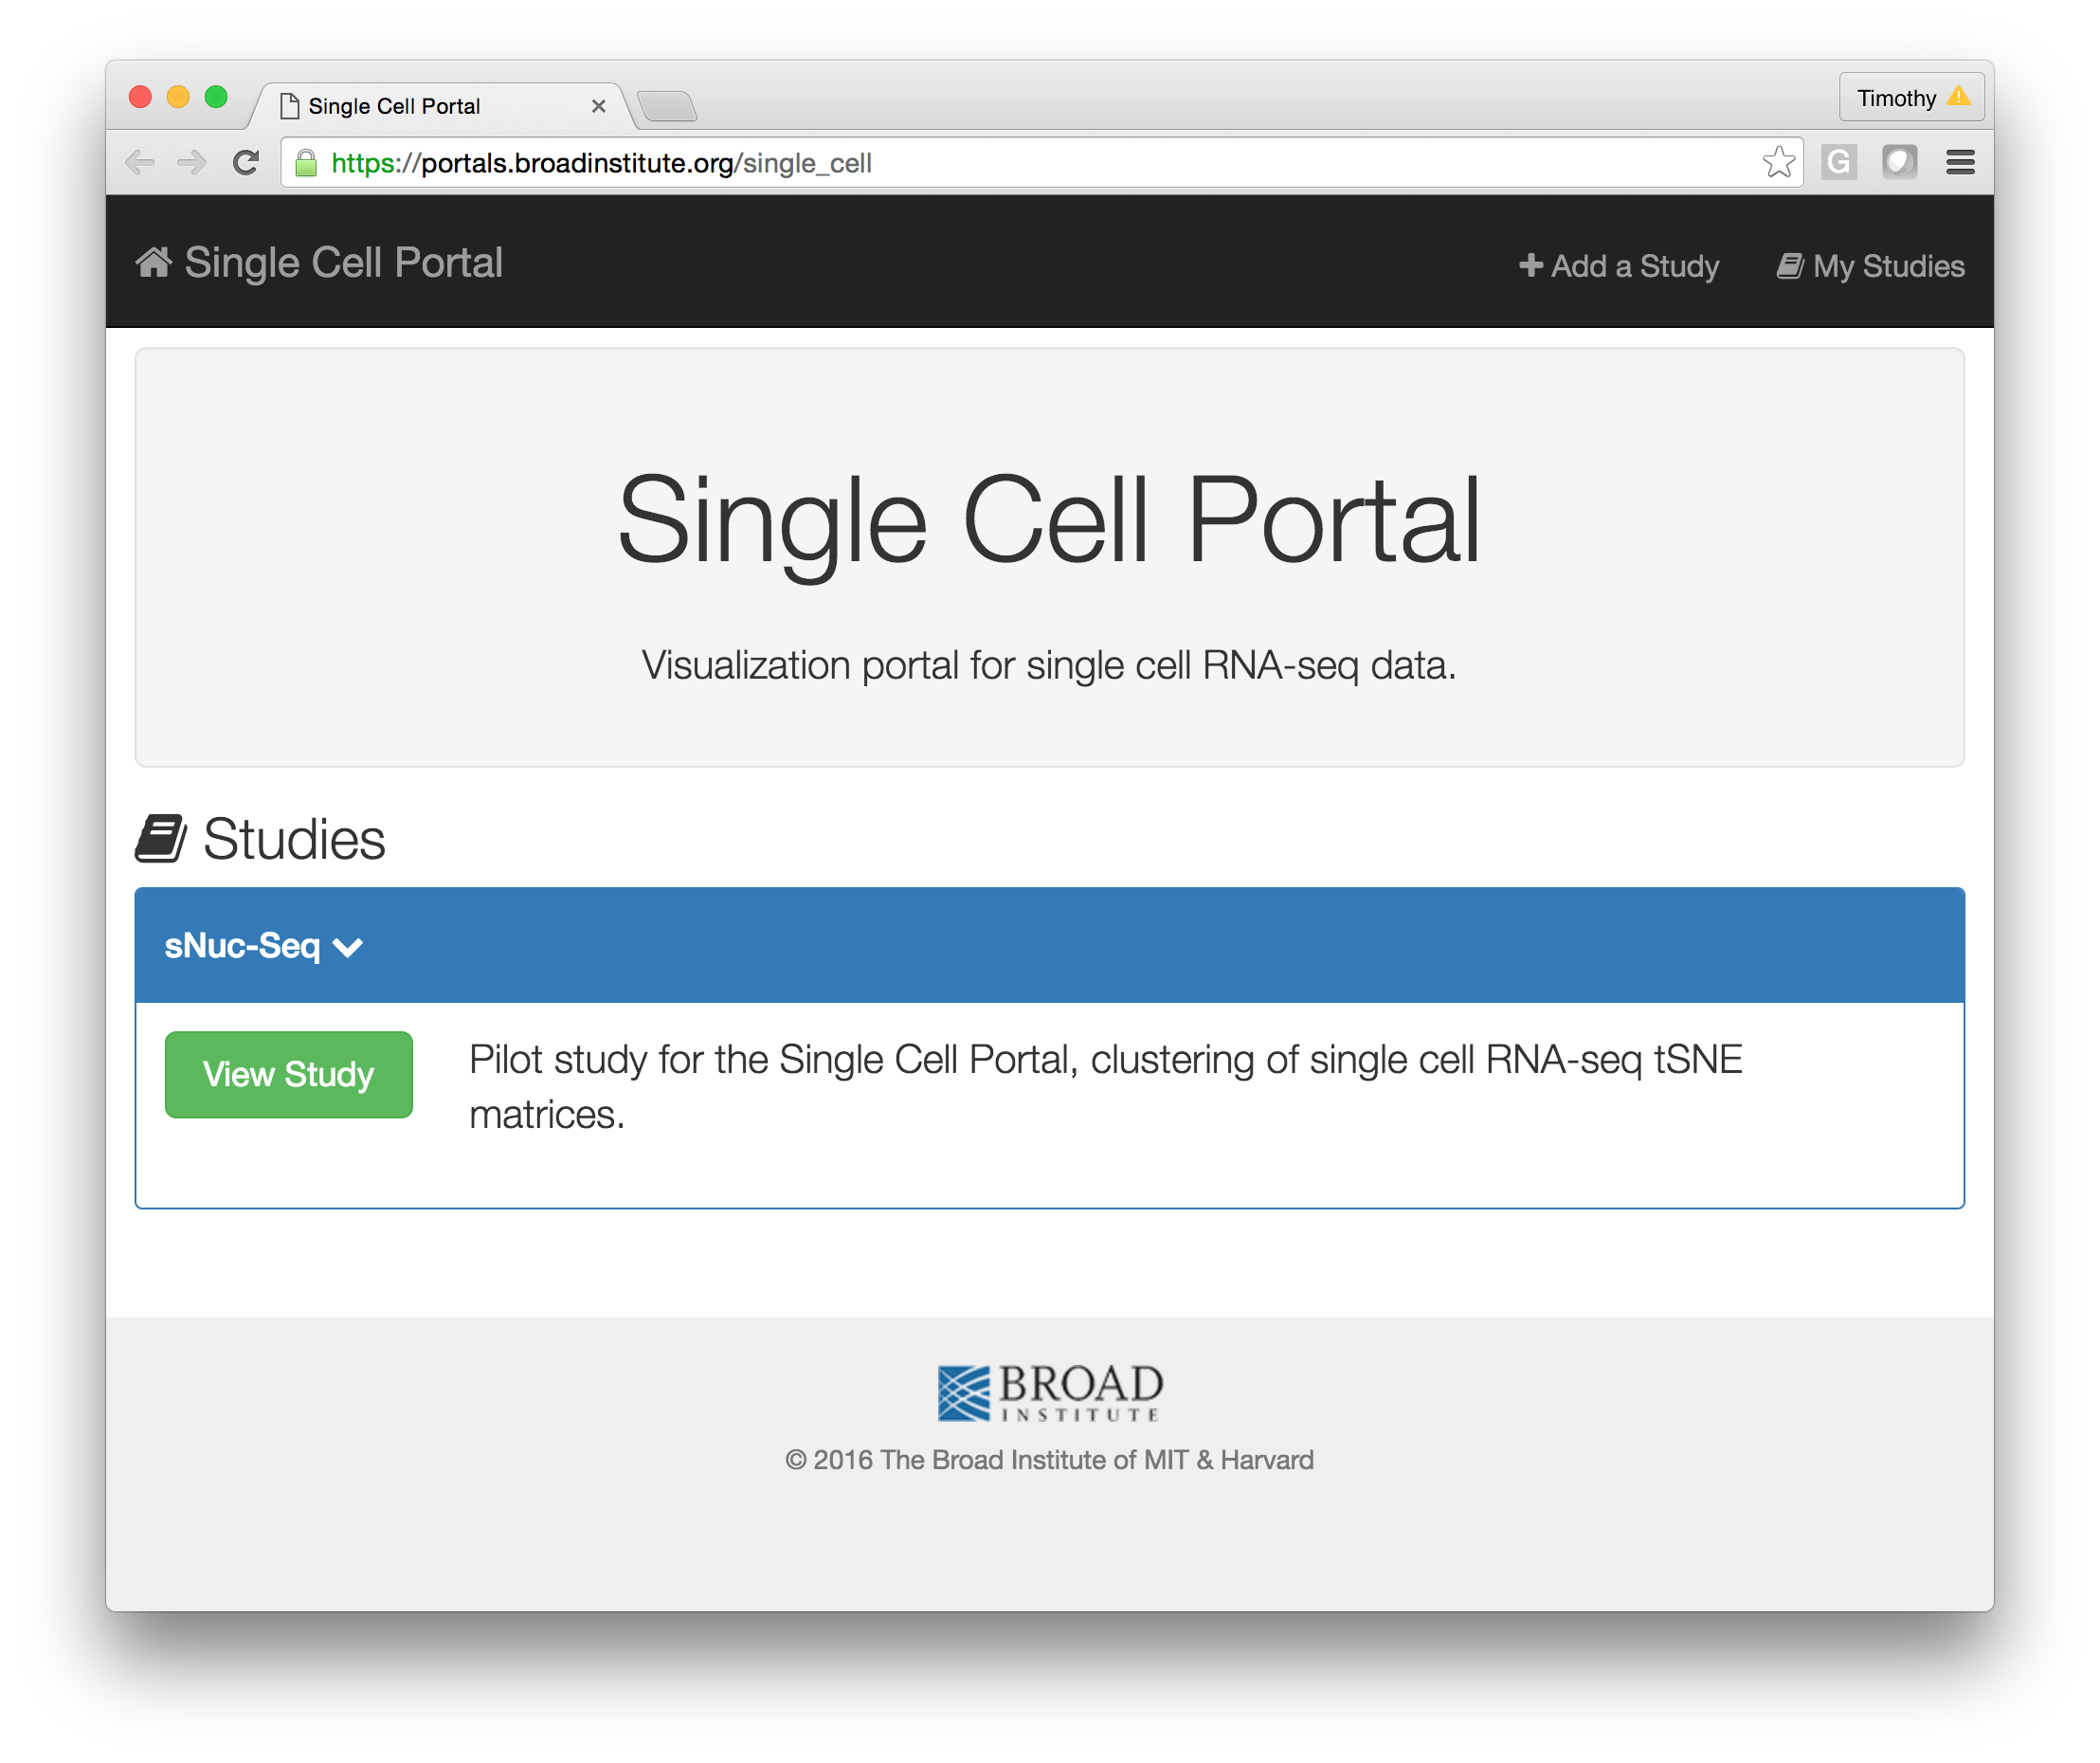 Single Cell Portal
Timothy
https://portals.broadinstitute.org/single_cell
G
Single Cell Portal
Add a Study
My Studies
Single Cell Portal
Visualization portal for single cell RNA-seq data.
Studies
sNuc-Seq
View Study
Pilot study for the Single Cell Portal, clustering of single cell RNA-seq tSNE
matrices.
BROAD
INSTITUTE
© 2016 The Broad Institute of MIT & Harvard